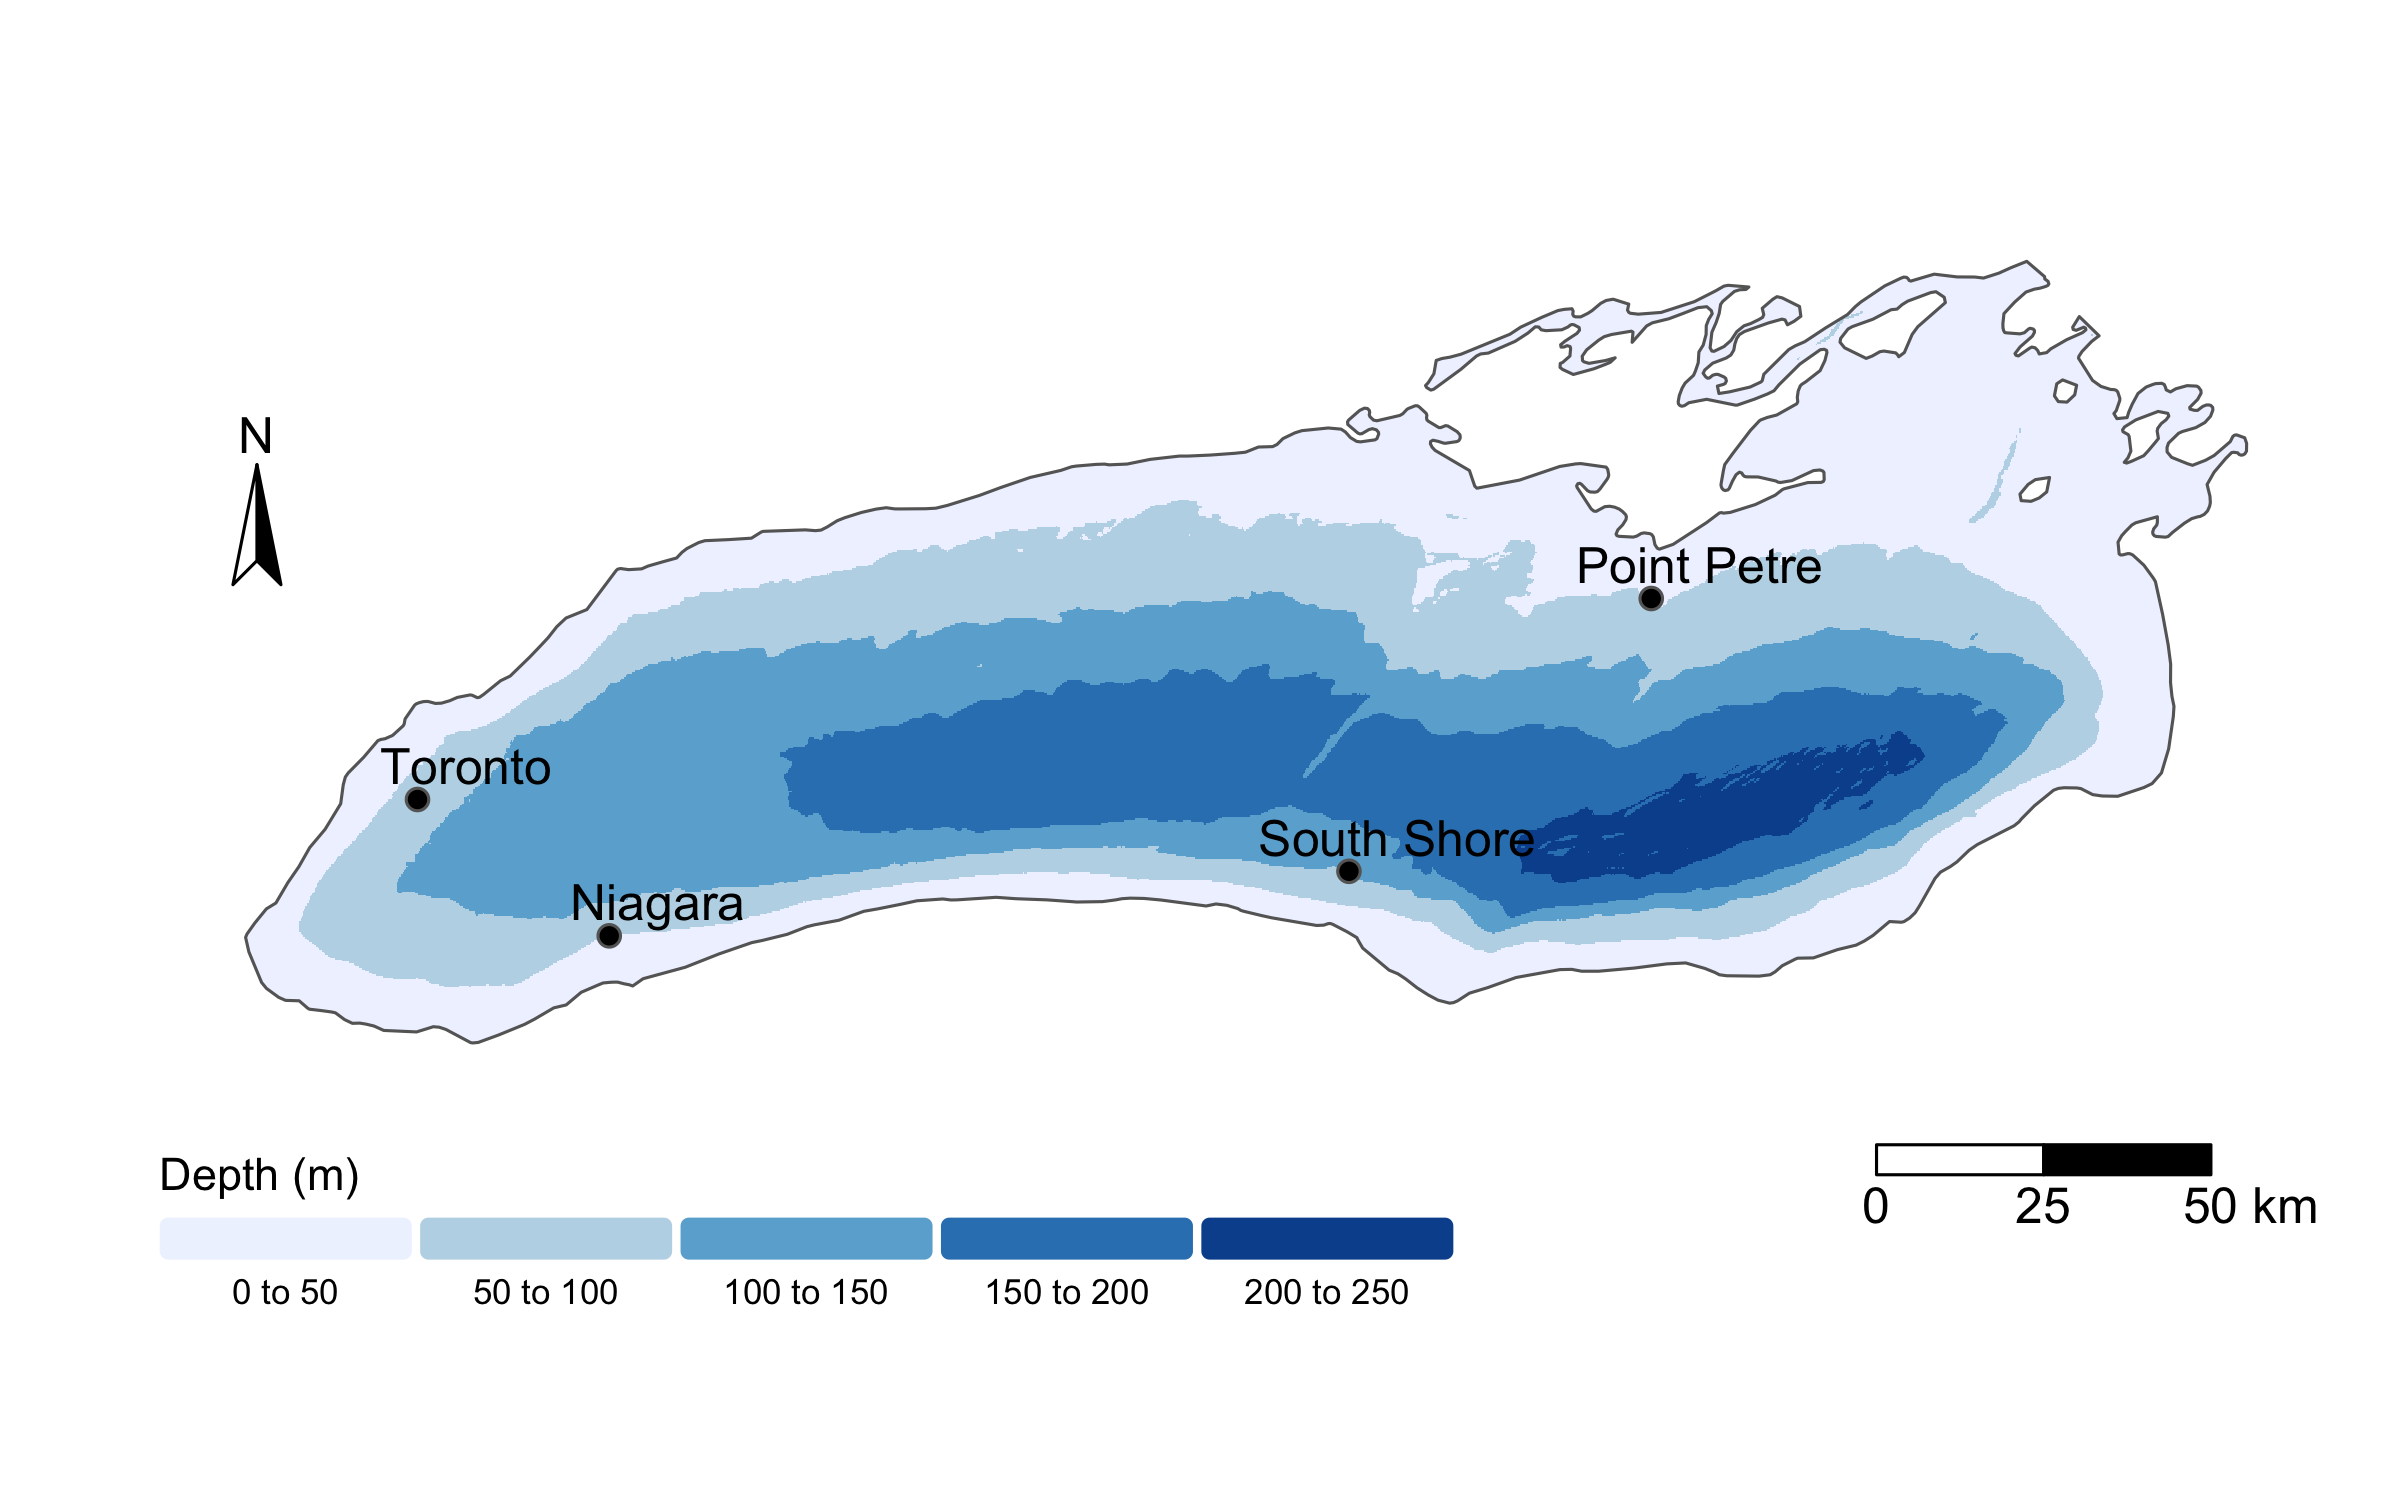 N
Point Petre
Toronto
South Shore
Niagara
Depth (m)
0 to 50
50 to 100
100 to 150
150 to 200
200 to 250
0 25 50 km